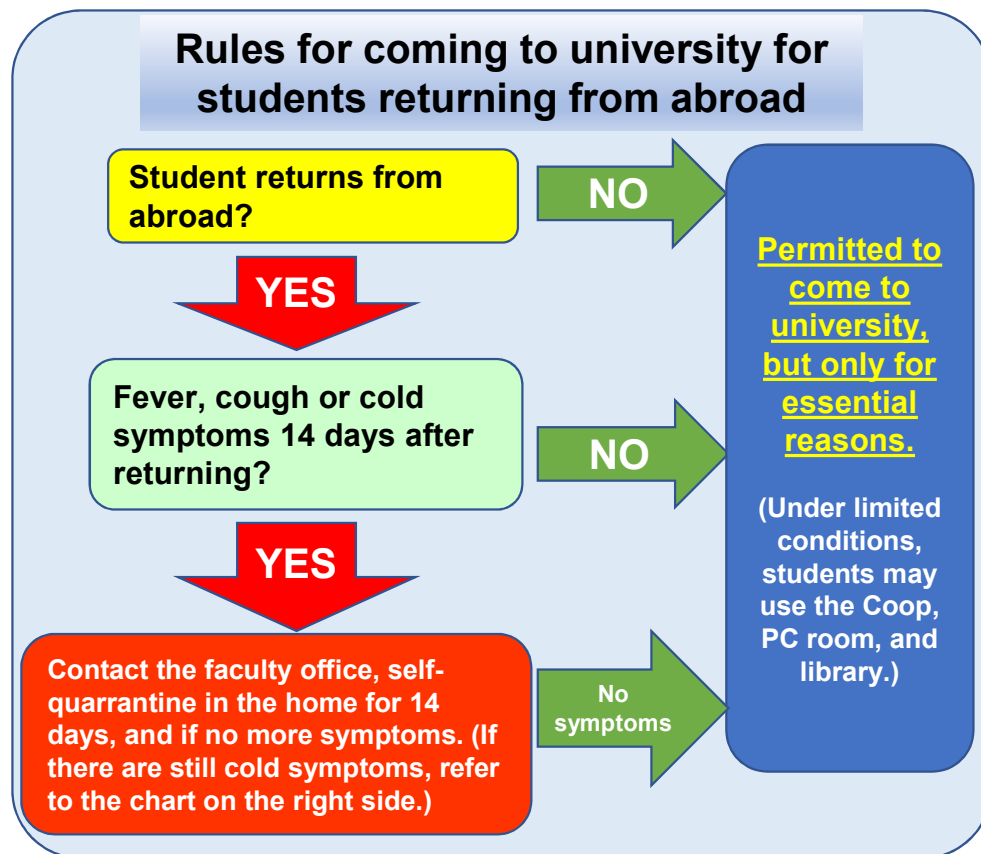 Rules for coming to university for
students returning from abroad
Student returns from
abroad?
NO
YES
Fever, cough or cold
symptoms 14 days after
returning?
NO
YES
Contact the faculty office, self-
quarrantine in the home for 14
days, and if no more symptoms. (If
there are still cold symptoms, refer
to the chart on the right side.)
No
symptoms
Permitted to
come to
university,
but only for
essential
reasons.
(Under limited
conditions,
students may
use the Coop,
PC room, and
library.)